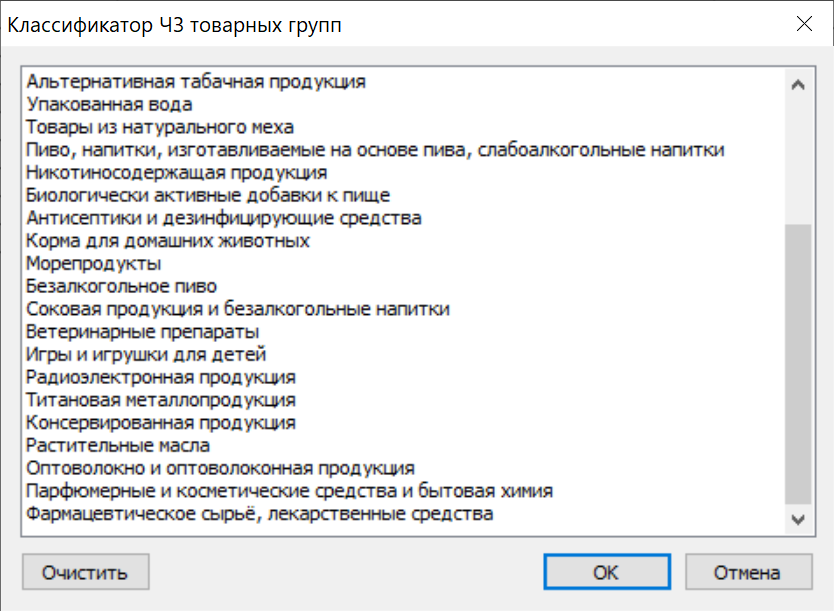 Классификатор ЧЗ товарных групп
Альтернативная табачная продукция
Упакованная вода
Товары из натурального меха
Пиво, напитки, изготавливаемые на основе пива, слабоалкогольные напитки
Никотиносодержащая продукция
Биологически активные добавки к пище
Антисептики и дезинфицирующие средства
Корма для домашних животных
Морепродукты
Безалкогольное пиво
Соковая продукция и безалкогольные напитки
Ветеринарные препараты
Игры и игрушки для детей
Радиоэлектронная продукция
Титановая металлопродукция
Консервированная продукция
Растительные масла
Оптоволокно и оптоволоконная продукция
Парфюмерные и косметические средства и бытовая химия
Фармацевтическое сырьё, лекарственные средства
Очистить
ОК
Отмена